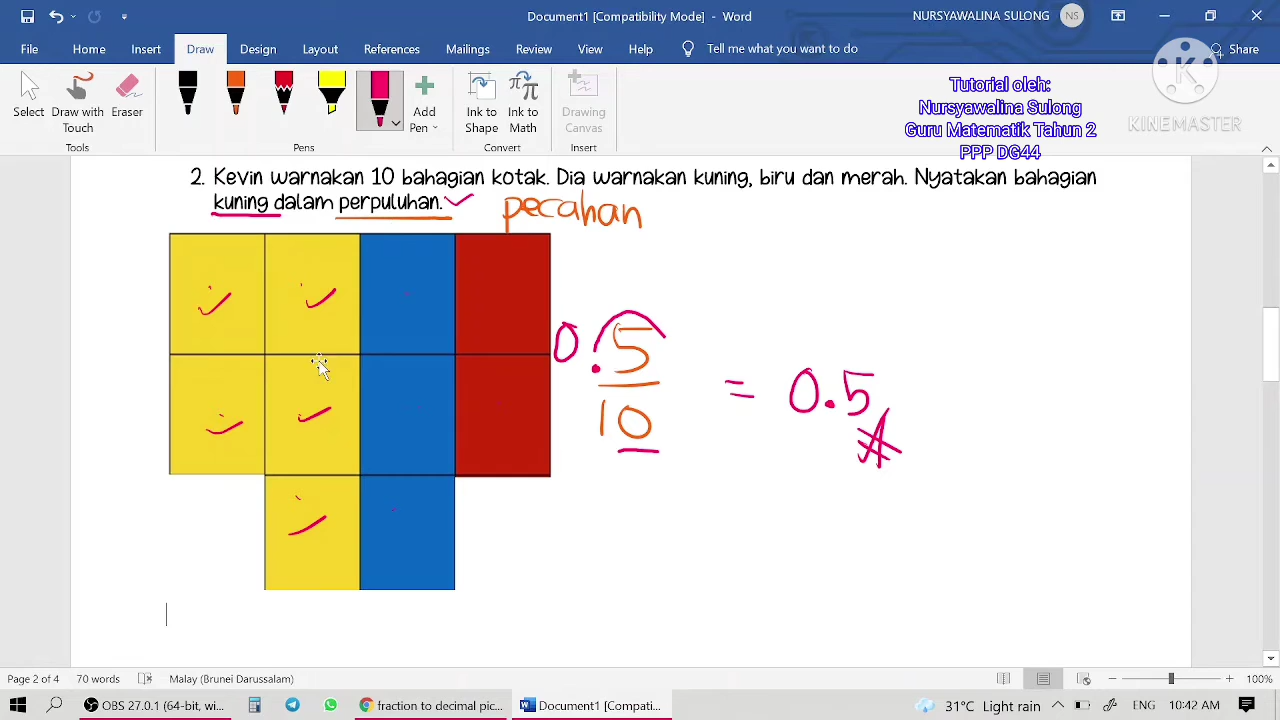 Document1 [Compatibility Mode] - Word
NURSYAWALINA SULONG
NS
File Home Insert Draw Design Layout References Mailings Review View Help Tell me what you want to do
Share
Select
Draw with Touch
Eraser
Add Pen
Ink to Shape
Ink to Math
Drawing Canvas
Tools
Pens
Convert
Insert
Tutorial oleh:
Nursyawalina Sulong
Guru Matematik Tahun 2
PPP DG44
K
KINEMASTER
2. Kevin warnakan 10 bahagian kotak. Dia warnakan kuning, biru dan merah. Nyatakan bahagian
kuning dalam perpuluhan.
pecahan
0.5
10
= 0.5
Page 2 of 4 70 words Malay (Brunei Darussalam) 100%
OBS 27.0.1 (64-bit, wi...
fraction to decimal pic...
Document1 [Compati...
31°C Light rain
10:42 AM